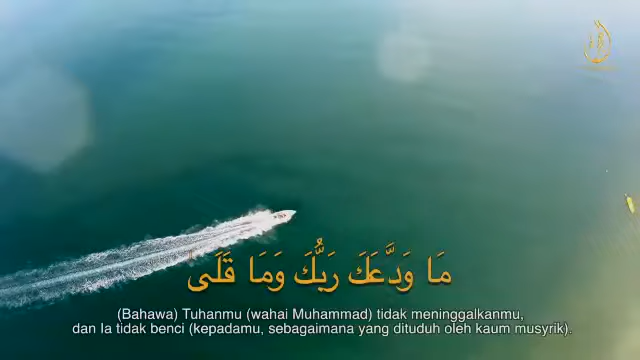 مَا وَدَّعَكَ رَبُّكَ وَمَا قَلَىٰ
(Bahawa) Tuhanmu (wahai Muhammad) tidak meninggalkanmu,
dan Ia tidak benci (kepadamu, sebagaimana yang dituduh oleh kaum musyrik).